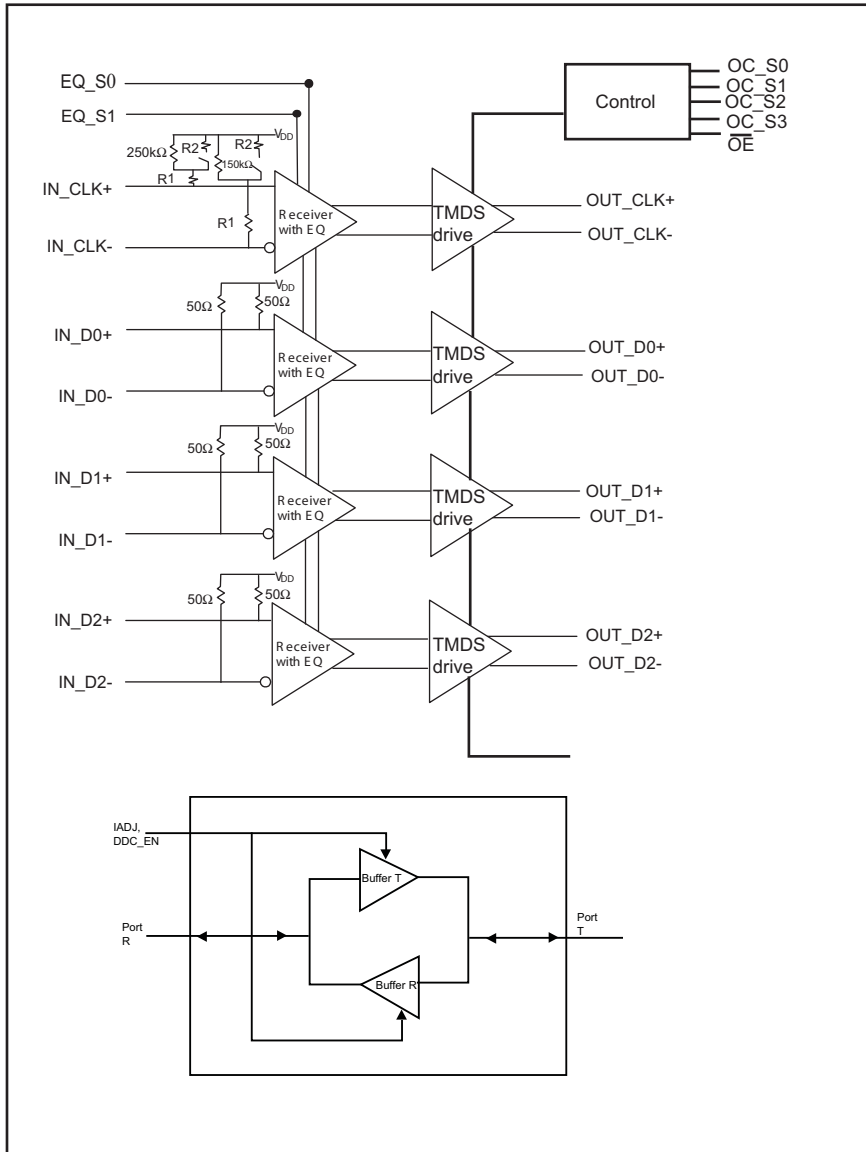 OC_S0
OC_S1
OC_S2
OC_S3
OE
Control
EQ_S0
EQ_S1
VDD
R2
R2
250kΩ
150kΩ
R1
R1
IN_CLK+
IN_CLK-
Receiver
with EQ
TMDS
drive
OUT_CLK+
OUT_CLK-
VDD
50Ω
50Ω
IN_D0+
IN_D0-
Receiver
with EQ
TMDS
drive
OUT_D0+
OUT_D0-
VDD
50Ω
50Ω
IN_D1+
IN_D1-
Receiver
with EQ
TMDS
drive
OUT_D1+
OUT_D1-
VDD
50Ω
50Ω
IN_D2+
IN_D2-
Receiver
with EQ
TMDS
drive
OUT_D2+
OUT_D2-
IADJ,
DDC_EN
Buffer T
Port
R
Port
T
Buffer R